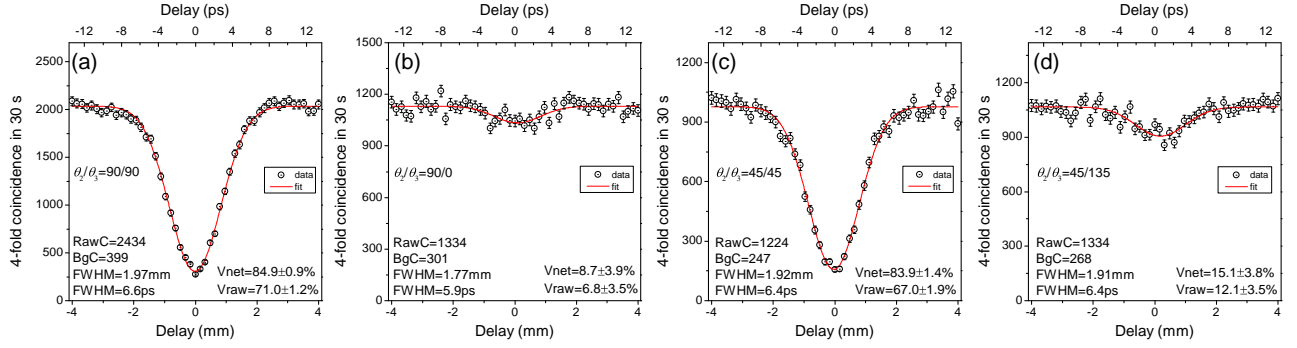 Delay (ps)
-12 -8 -4 0 4 8 12
(a)
4-fold coincidence in 30 s
2500
2000
1500
1000
500
0
θ2/θ3=90/90
data
fit
RawC=2434
BgC=399
FWHM=1.97mm
FWHM=6.6ps
Vnet=84.9±0.9%
Vraw=71.0±1.2%
-4 -2 0 2 4
Delay (mm)
Delay (ps)
-12 -8 -4 0 4 8 12
(b)
4-fold coincidence in 30 s
1500
1200
900
600
300
0
θ2/θ3=90/0
data
fit
RawC=1334
BgC=301
FWHM=1.77mm
FWHM=5.9ps
Vnet=8.7±3.9%
Vraw=6.8±3.5%
-4 -2 0 2 4
Delay (mm)
Delay (ps)
-12 -8 -4 0 4 8 12
(c)
4-fold coincidence in 30 s
1200
900
600
300
0
θ2/θ3=45/45
data
fit
RawC=1224
BgC=247
FWHM=1.92mm
FWHM=6.4ps
Vnet=83.9±1.4%
Vraw=67.0±1.9%
-4 -2 0 2 4
Delay (mm)
Delay (ps)
-12 -8 -4 0 4 8 12
(d)
4-fold coincidence in 30 s
1200
900
600
300
0
θ2/θ3=45/135
data
fit
RawC=1334
BgC=268
FWHM=1.91mm
FWHM=6.4ps
Vnet=15.1±3.8%
Vraw=12.1±3.5%
-4 -2 0 2 4
Delay (mm)